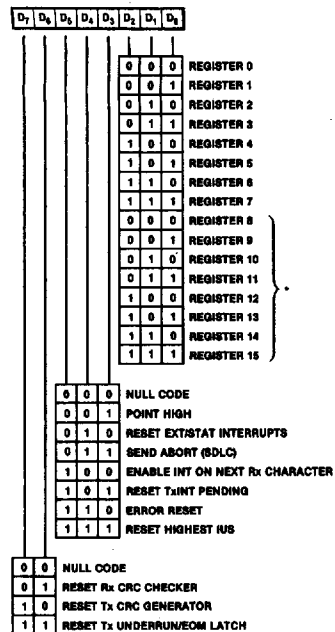 D7 D6 D5 D4 D3 D2 D1 D0
0 0 0 REGISTER 0
0 0 1 REGISTER 1
0 1 0 REGISTER 2
0 1 1 REGISTER 3
1 0 0 REGISTER 4
1 0 1 REGISTER 5
1 1 0 REGISTER 6
1 1 1 REGISTER 7
0 0 0 REGISTER 8
0 0 1 REGISTER 9
0 1 0 REGISTER 10
0 1 1 REGISTER 11
1 0 0 REGISTER 12
1 0 1 REGISTER 13
1 1 0 REGISTER 14
1 1 1 REGISTER 15
*
0 0 0 NULL CODE
0 0 1 POINT HIGH
0 1 0 RESET EXT/STAT INTERRUPTS
0 1 1 SEND ABORT (SDLC)
1 0 0 ENABLE INT ON NEXT Rx CHARACTER
1 0 1 RESET TxINT PENDING
1 1 0 ERROR RESET
1 1 1 RESET HIGHEST IUS
0 0 NULL CODE
0 1 RESET Rx CRC CHECKER
1 0 RESET Tx CRC GENERATOR
1 1 RESET Tx UNDERRUN/EOM LATCH